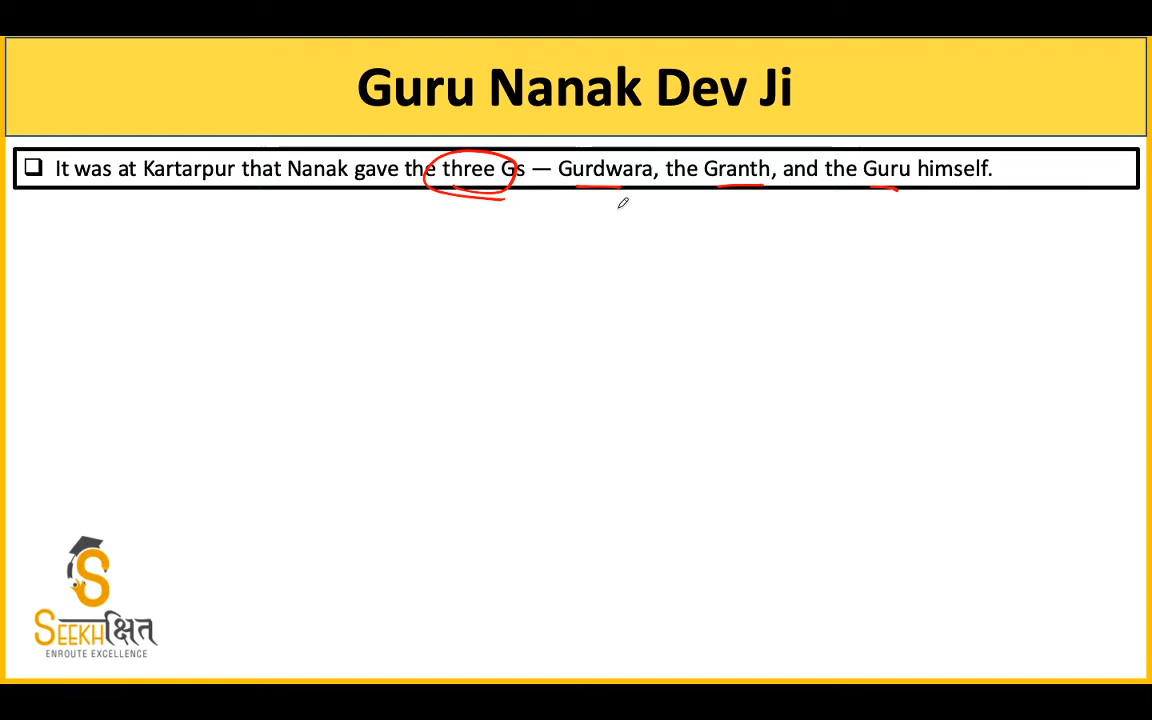 Guru Nanak Dev Ji
❑ It was at Kartarpur that Nanak gave the three Gs — Gurdwara, the Granth, and the Guru himself.
S
SEEKHक्षित
ENROUTE EXCELLENCE